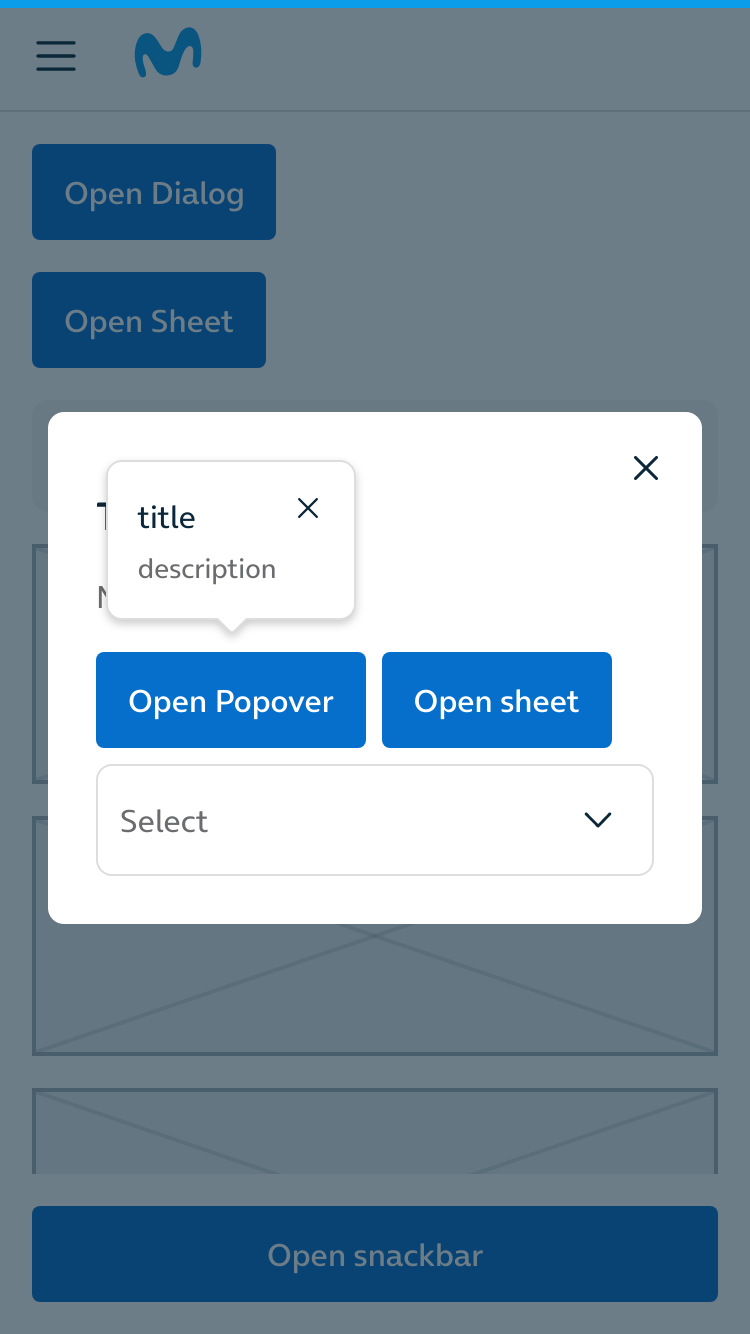 Open Dialog
Open Sheet
title
description
Open Popover
Open sheet
Select
Open snackbar